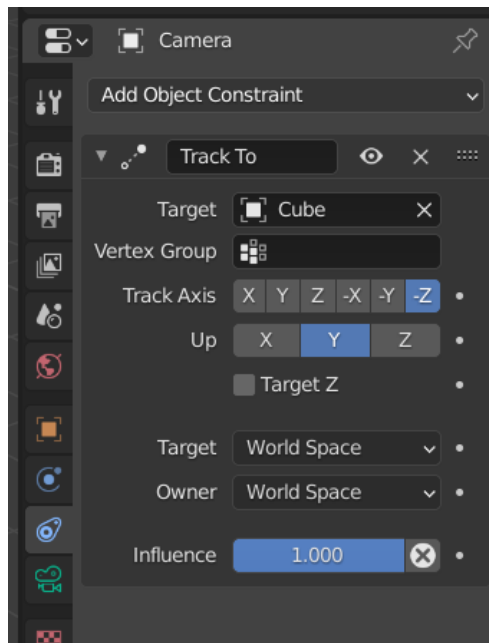 Camera
Add Object Constraint
Track To
Target Cube
Vertex Group
Track Axis X Y Z -X -Y -Z
Up X Y Z
Target Z
Target World Space
Owner World Space
Influence 1.000